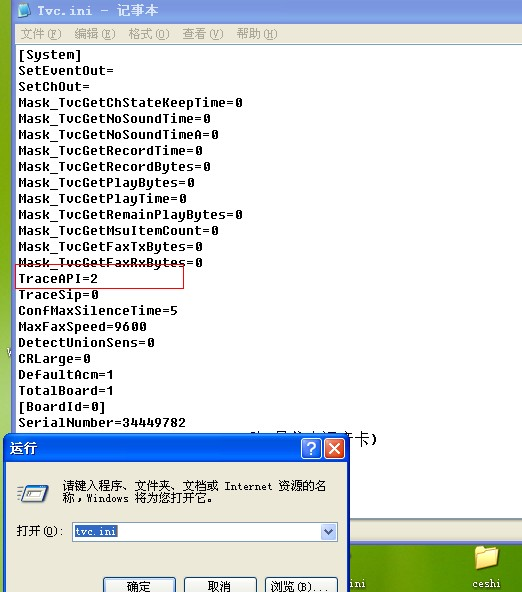 Tvc.ini - 记事本
文件(F) 编辑(E) 格式(O) 查看(V) 帮助(H)
[System]
SetEventOut=
SetChOut=
Mask_TvcGetChStateKeepTime=0
Mask_TvcGetNoSoundTime=0
Mask_TvcGetNoSoundTimeA=0
Mask_TvcGetRecordTime=0
Mask_TvcGetRecordBytes=0
Mask_TvcGetPlayBytes=0
Mask_TvcGetPlayTime=0
Mask_TvcGetRemainPlayBytes=0
Mask_TvcGetMsuItemCount=0
Mask_TvcGetFaxTxBytes=0
Mask_TvcGetFaxRxBytes=0
TraceAPI=2
TraceSip=0
ConfMaxSilenceTime=5
MaxFaxSpeed=9600
DetectUnionSens=0
CRLarge=0
DefaultAcm=1
TotalBoard=1
[BoardId=0]
SerialNumber=34449782
卡)
运行
请键入程序、文件夹、文档或 Internet 资源的名
称，Windows 将为您打开它。
打开(O): tvc.ini
确定 取消 浏览(B)...
ini
ceshi